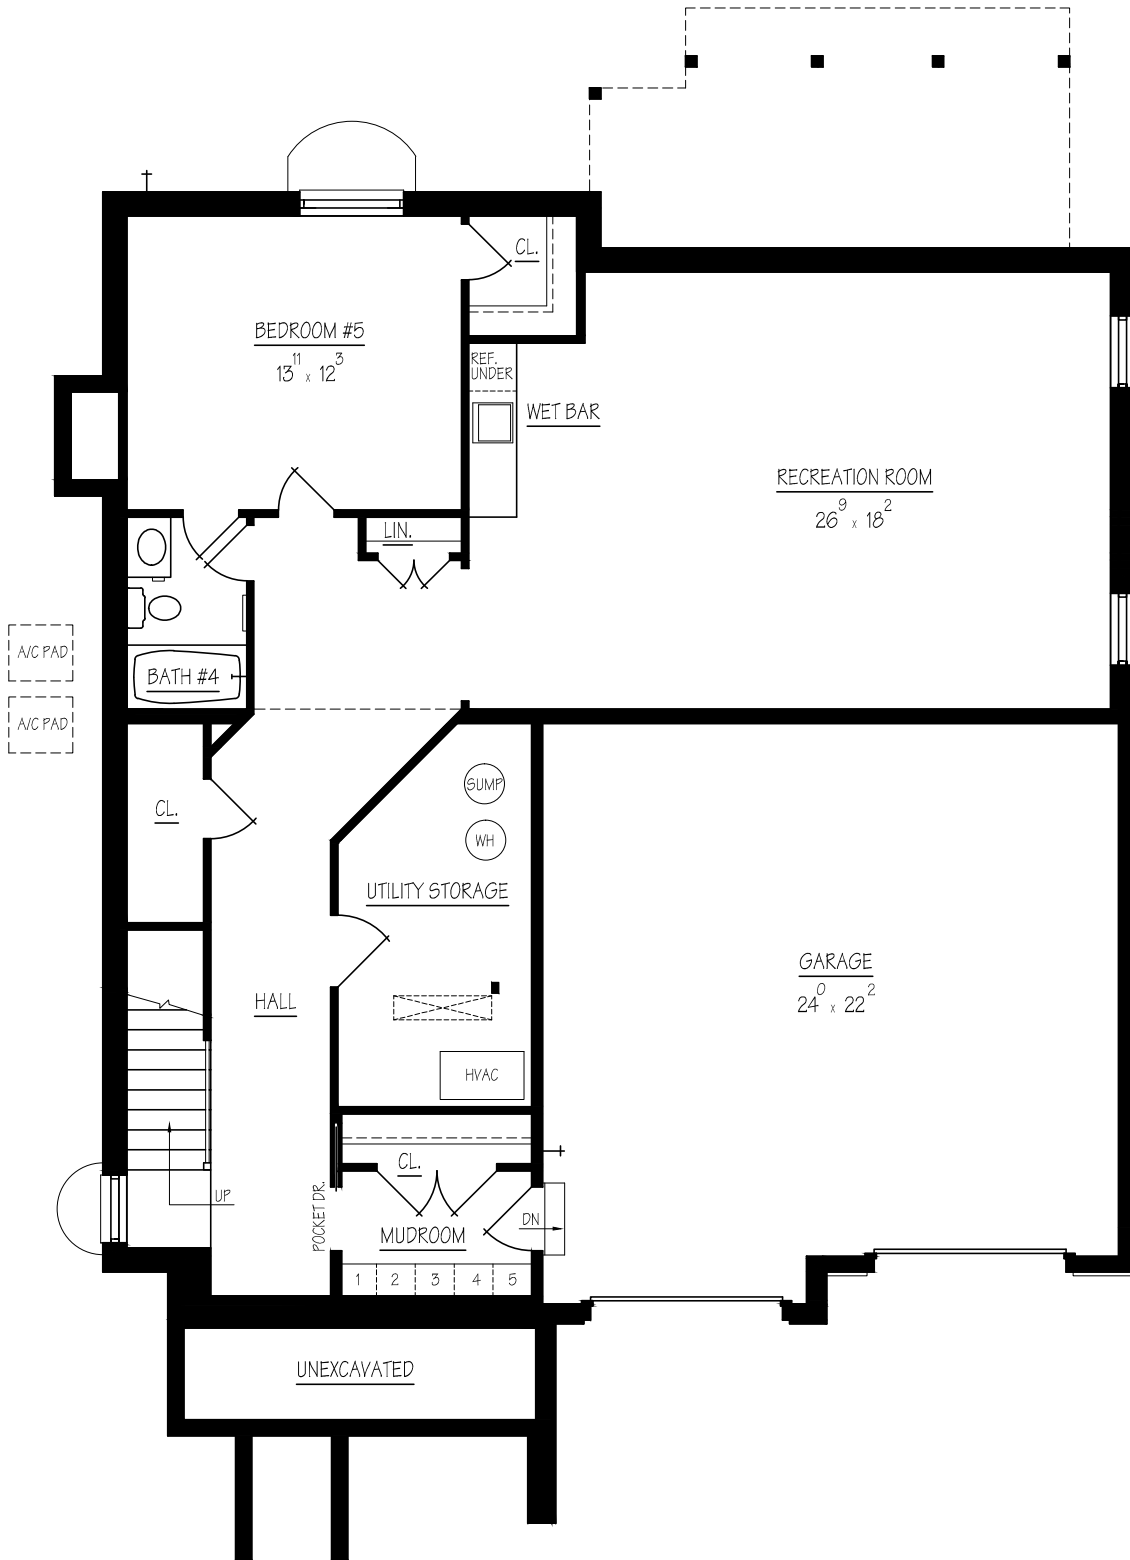 CL.
BEDROOM #5
13 11 x 12 3
REF.
UNDER
WET BAR
RECREATION ROOM
26 9 x 18 2
LIN.
A/C PAD
BATH #4
A/C PAD
SUMP
CL.
WH
UTILITY STORAGE
GARAGE
24 0 x 22 2
HALL
HVAC
CL.
UP
POCKET DR.
DN
MUDROOM
1 2 3 4 5
UNEXCAVATED